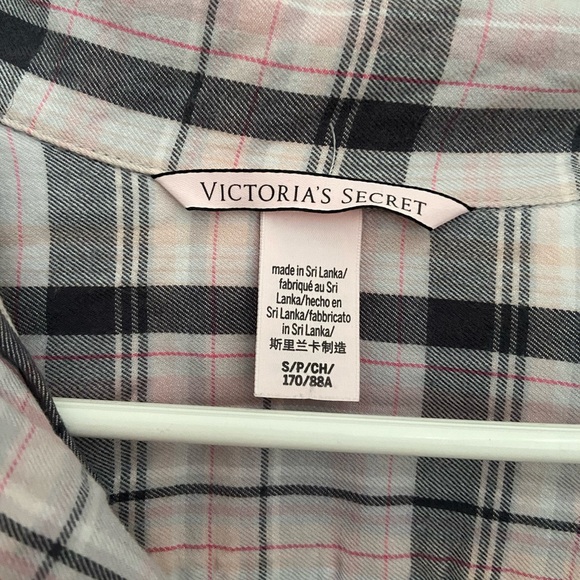 VICTORIA'S SECRET
made in Sri Lanka/
fabriqué au Sri
Lanka/hecho en
Sri Lanka/fabbricato
in Sri Lanka/
斯里兰卡制造
S/P/CH/
170/88A